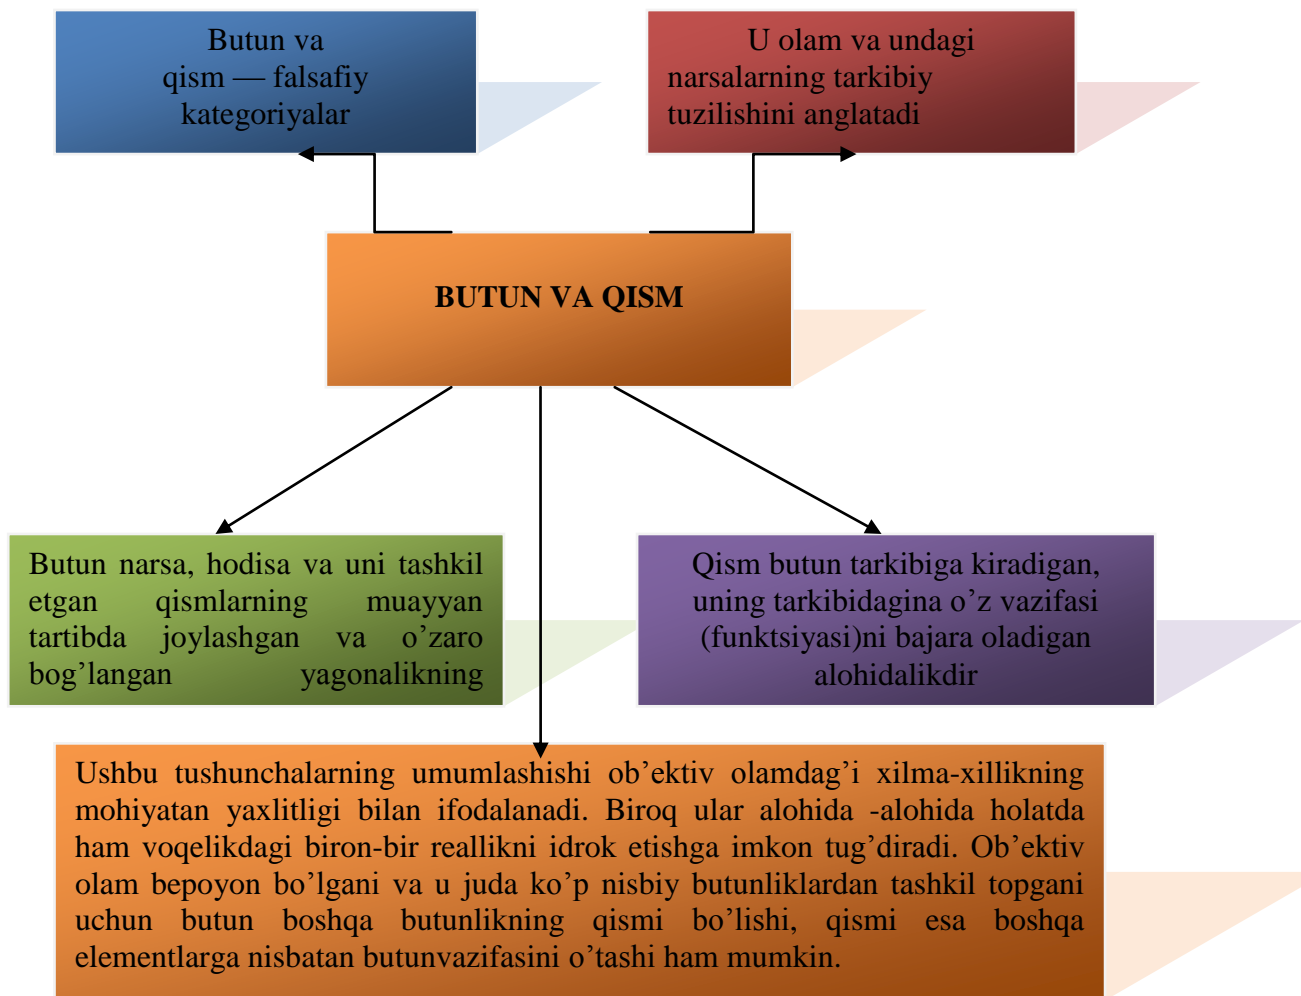 Butun va
qism — falsafiy
kategoriyalar
U olam va undagi
narsalarning tarkibiy
tuzilishini anglatadi
BUTUN VA QISM
Butun narsa, hodisa va uni tashkil
etgan qismlarning muayyan
tartibda joylashgan va o’zaro
bog’langan yagonalikning
Qism butun tarkibiga kiradigan,
uning tarkibidagina o’z vazifasi
(funktsiyasi)ni bajara oladigan
alohidalikdir
Ushbu tushunchalarning umumlashishi ob’ektiv olamdag’i xilma-xillikning
mohiyatan yaxlitligi bilan ifodalanadi. Biroq ular alohida -alohida holatda
ham voqelikdagi biron-bir reallikni idrok etishga imkon tug’diradi. Ob’ektiv
olam bepoyon bo’lgani va u juda ko’p nisbiy butunliklardan tashkil topgani
uchun butun boshqa butunlikning qismi bo’lishi, qismi esa boshqa
elementlarga nisbatan butunvazifasini o’tashi ham mumkin.